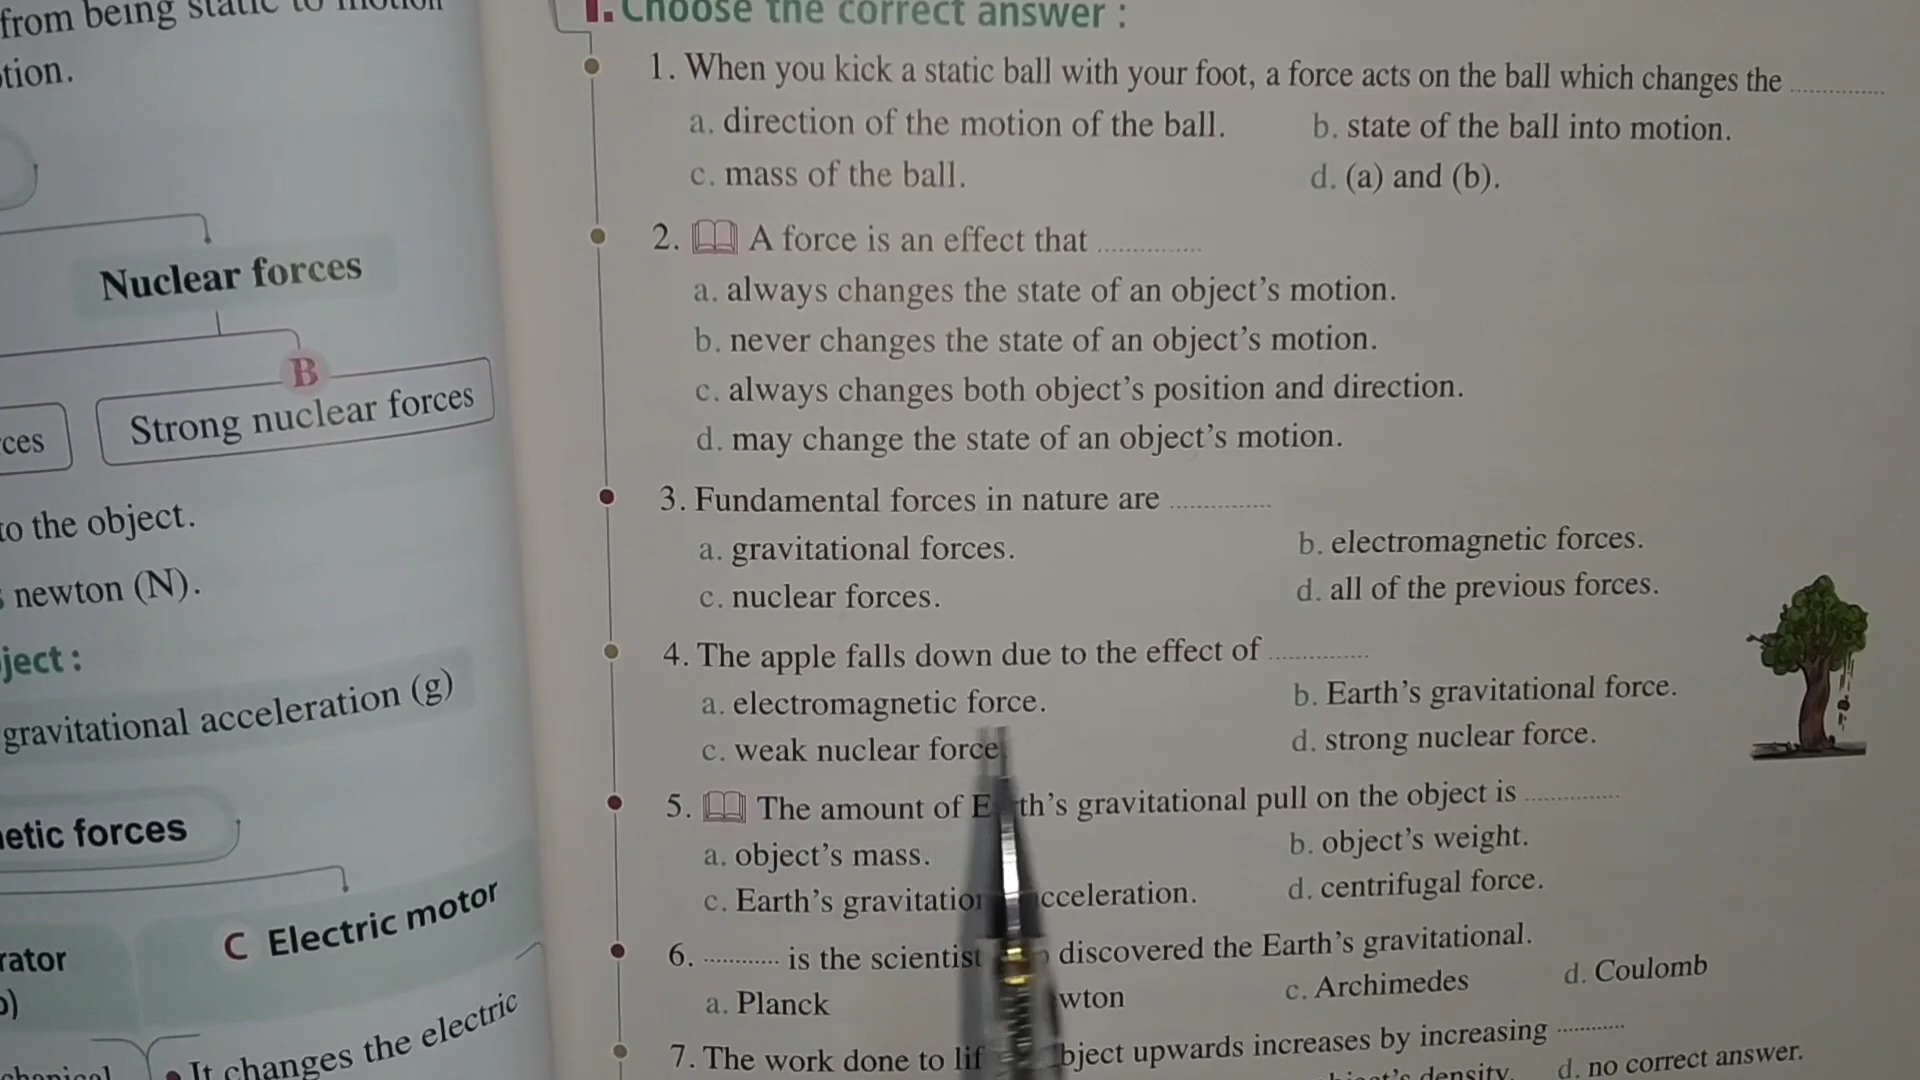 from being static to motion
tion.
Nuclear forces
B
ces
Strong nuclear forces
to the object.
newton (N).
ject :
gravitational acceleration (g)
etic forces
rator
C Electric motor
It changes the electric
I. Choose the correct answer :
1. When you kick a static ball with your foot, a force acts on the ball which changes the ..............
a. direction of the motion of the ball.
b. state of the ball into motion.
c. mass of the ball.
d. (a) and (b).
2. A force is an effect that ..............
a. always changes the state of an object's motion.
b. never changes the state of an object's motion.
c. always changes both object's position and direction.
d. may change the state of an object's motion.
3. Fundamental forces in nature are ..............
a. gravitational forces.
b. electromagnetic forces.
c. nuclear forces.
d. all of the previous forces.
4. The apple falls down due to the effect of ..............
a. electromagnetic force.
b. Earth's gravitational force.
c. weak nuclear force
d. strong nuclear force.
5. The amount of Earth's gravitational pull on the object is ..............
a. object's mass.
b. object's weight.
c. Earth's gravitation acceleration.
d. centrifugal force.
6. ........... is the scientist discovered the Earth's gravitational.
a. Planck
wton
c. Archimedes
d. Coulomb
7. The work done to lif bject upwards increases by increasing ..........
density.
d. no correct answer.